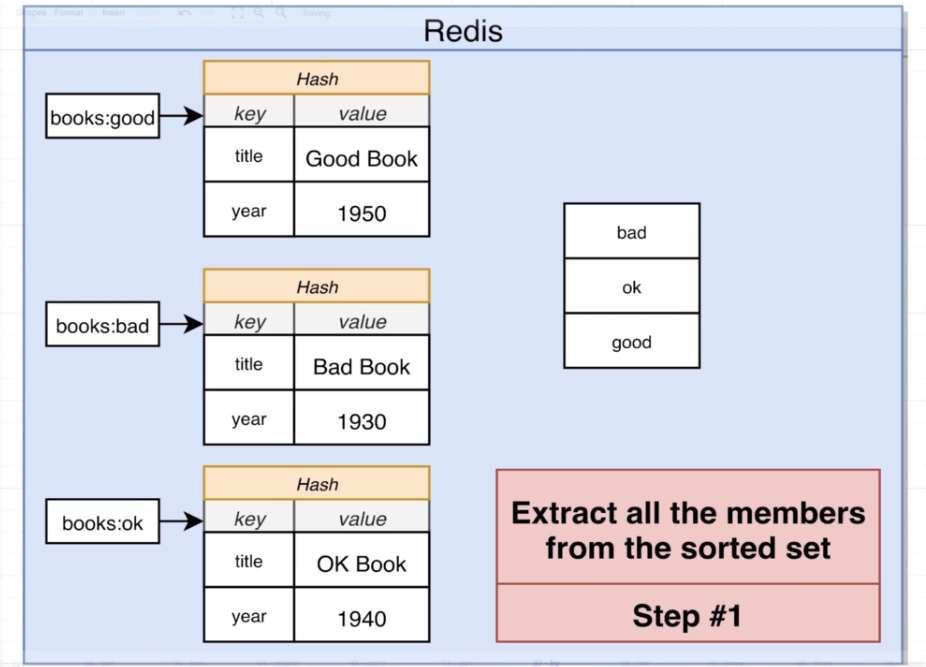 Shapes Format Insert Saving
Redis
Hash
key value
books:good
title Good Book
year 1950
Hash
key value
books:bad
title Bad Book
year 1930
Hash
key value
books:ok
title OK Book
year 1940
bad
ok
good
Extract all the members
from the sorted set
Step #1